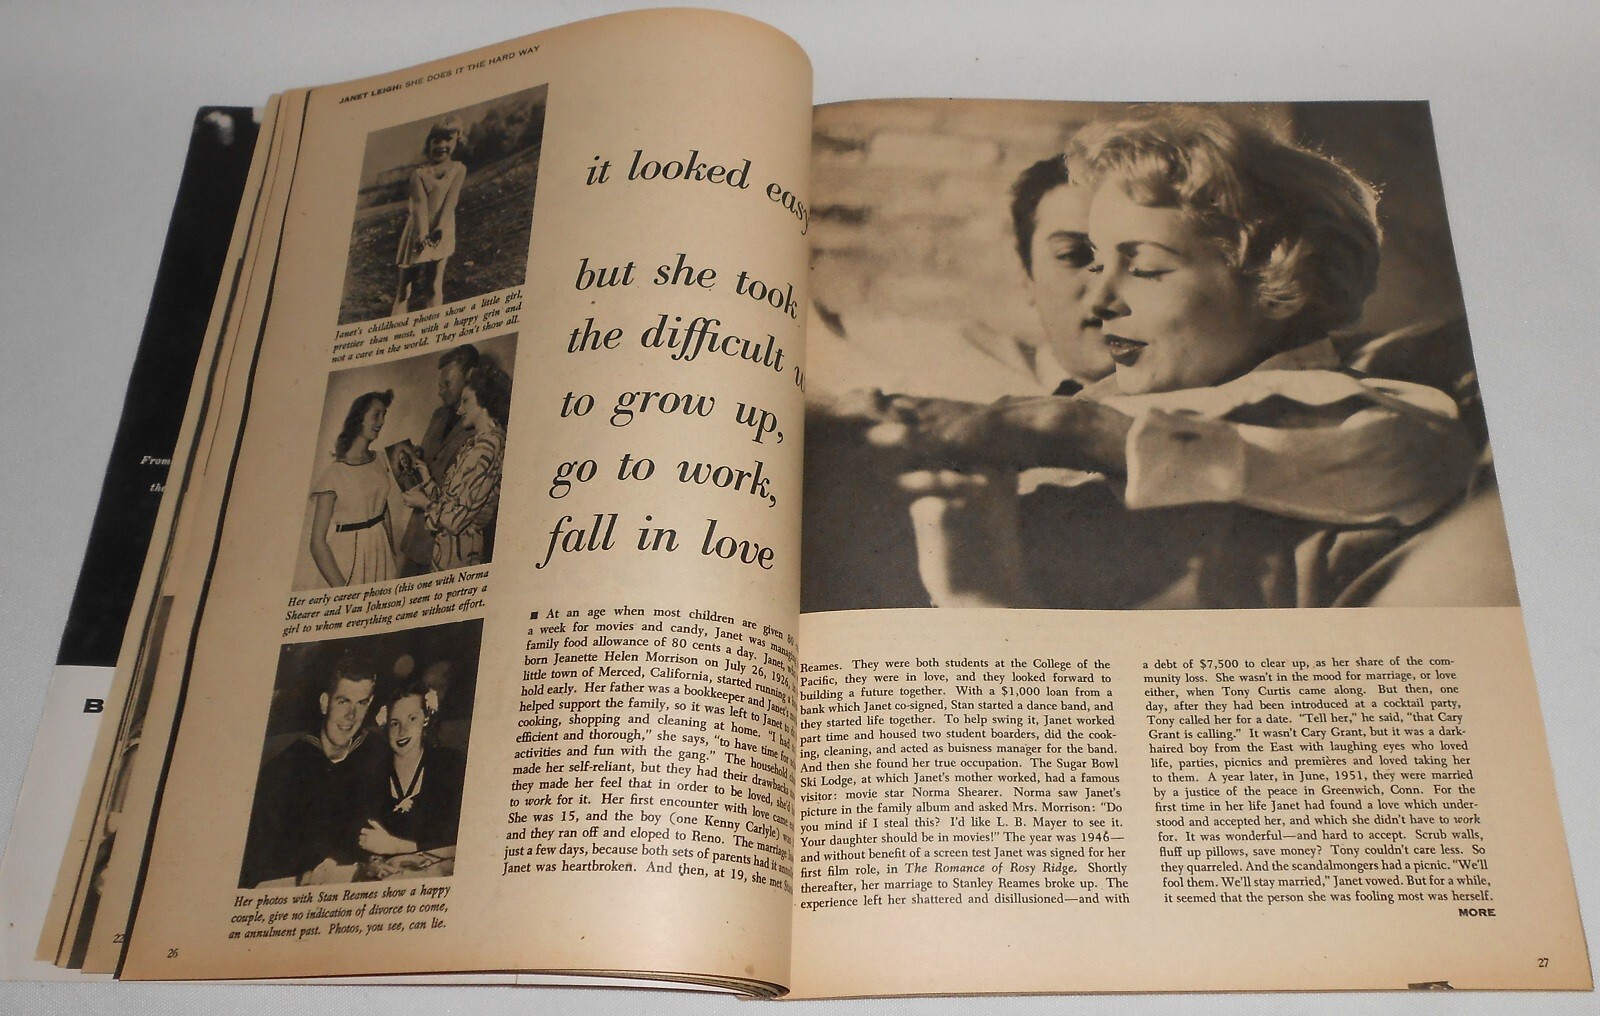 JANET LEIGH: SHE DOES IT THE HARD WAY
Janet's childhood photos show a little girl,
prettier than most, with a happy grin and
not a care in the world. They don't show all.
Her early career photos (this one with Norma
Shearer and Van Johnson) seem to portray a
girl to whom everything came without effort.
Her photos with Stan Reames show a happy
couple, give no indication of divorce to come,
an annulment past. Photos, you see, can lie.
26
it looked easy
but she took
the difficult
to grow up,
go to work,
fall in love
■ At an age when most children are given 80
a week for movies and candy, Janet was
family food allowance of 80 cents a day. Janet,
born Jeanette Helen Morrison on July 26, 1926,
little town of Merced, California, started running a
hold early. Her father was a bookkeeper and Janet's
helped support the family, so it was left to Janet to
cooking, shopping and cleaning at home. "I had
efficient and thorough," she says, "to have time for
activities and fun with the gang." The household
made her self-reliant, but they had their drawbacks
they made her feel that in order to be loved, she'd
to work for it. Her first encounter with love came
She was 15, and the boy (one Kenny Carlyle) was
and they ran off and eloped to Reno. The marriage
just a few days, because both sets of parents had it
Janet was heartbroken. And then, at 19, she met
Reames. They were both students at the College of the
Pacific, they were in love, and they looked forward to
building a future together. With a $1,000 loan from a
bank which Janet co-signed, Stan started a dance band, and
they started life together. To help swing it, Janet worked
part time and housed two student boarders, did the cook-
ing, cleaning, and acted as buisness manager for the band.
And then she found her true occupation. The Sugar Bowl
Ski Lodge, at which Janet's mother worked, had a famous
visitor: movie star Norma Shearer. Norma saw Janet's
picture in the family album and asked Mrs. Morrison: "Do
you mind if I steal this? I'd like L. B. Mayer to see it.
Your daughter should be in movies!" The year was 1946—
and without benefit of a screen test Janet was signed for her
first film role, in The Romance of Rosy Ridge. Shortly
thereafter, her marriage to Stanley Reames broke up. The
experience left her shattered and disillusioned—and with
a debt of $7,500 to clear up, as her share of the com-
munity loss. She wasn't in the mood for marriage, or love
either, when Tony Curtis came along. But then, one
day, after they had been introduced at a cocktail party,
Tony called her for a date. "Tell her," he said, "that Cary
Grant is calling." It wasn't Cary Grant, but it was a dark-
haired boy from the East with laughing eyes who loved
life, parties, picnics and premières and loved taking her
to them. A year later, in June, 1951, they were married
by a justice of the peace in Greenwich, Conn. For the
first time in her life Janet had found a love which under-
stood and accepted her, and which she didn't have to work
for. It was wonderful—and hard to accept. Scrub walls,
fluff up pillows, save money? Tony couldn't care less. So
they quarreled. And the scandalmongers had a picnic. "We'll
fool them. We'll stay married," Janet vowed. But for a while,
it seemed that the person she was fooling most was herself.
MORE
27
From
the
B
22